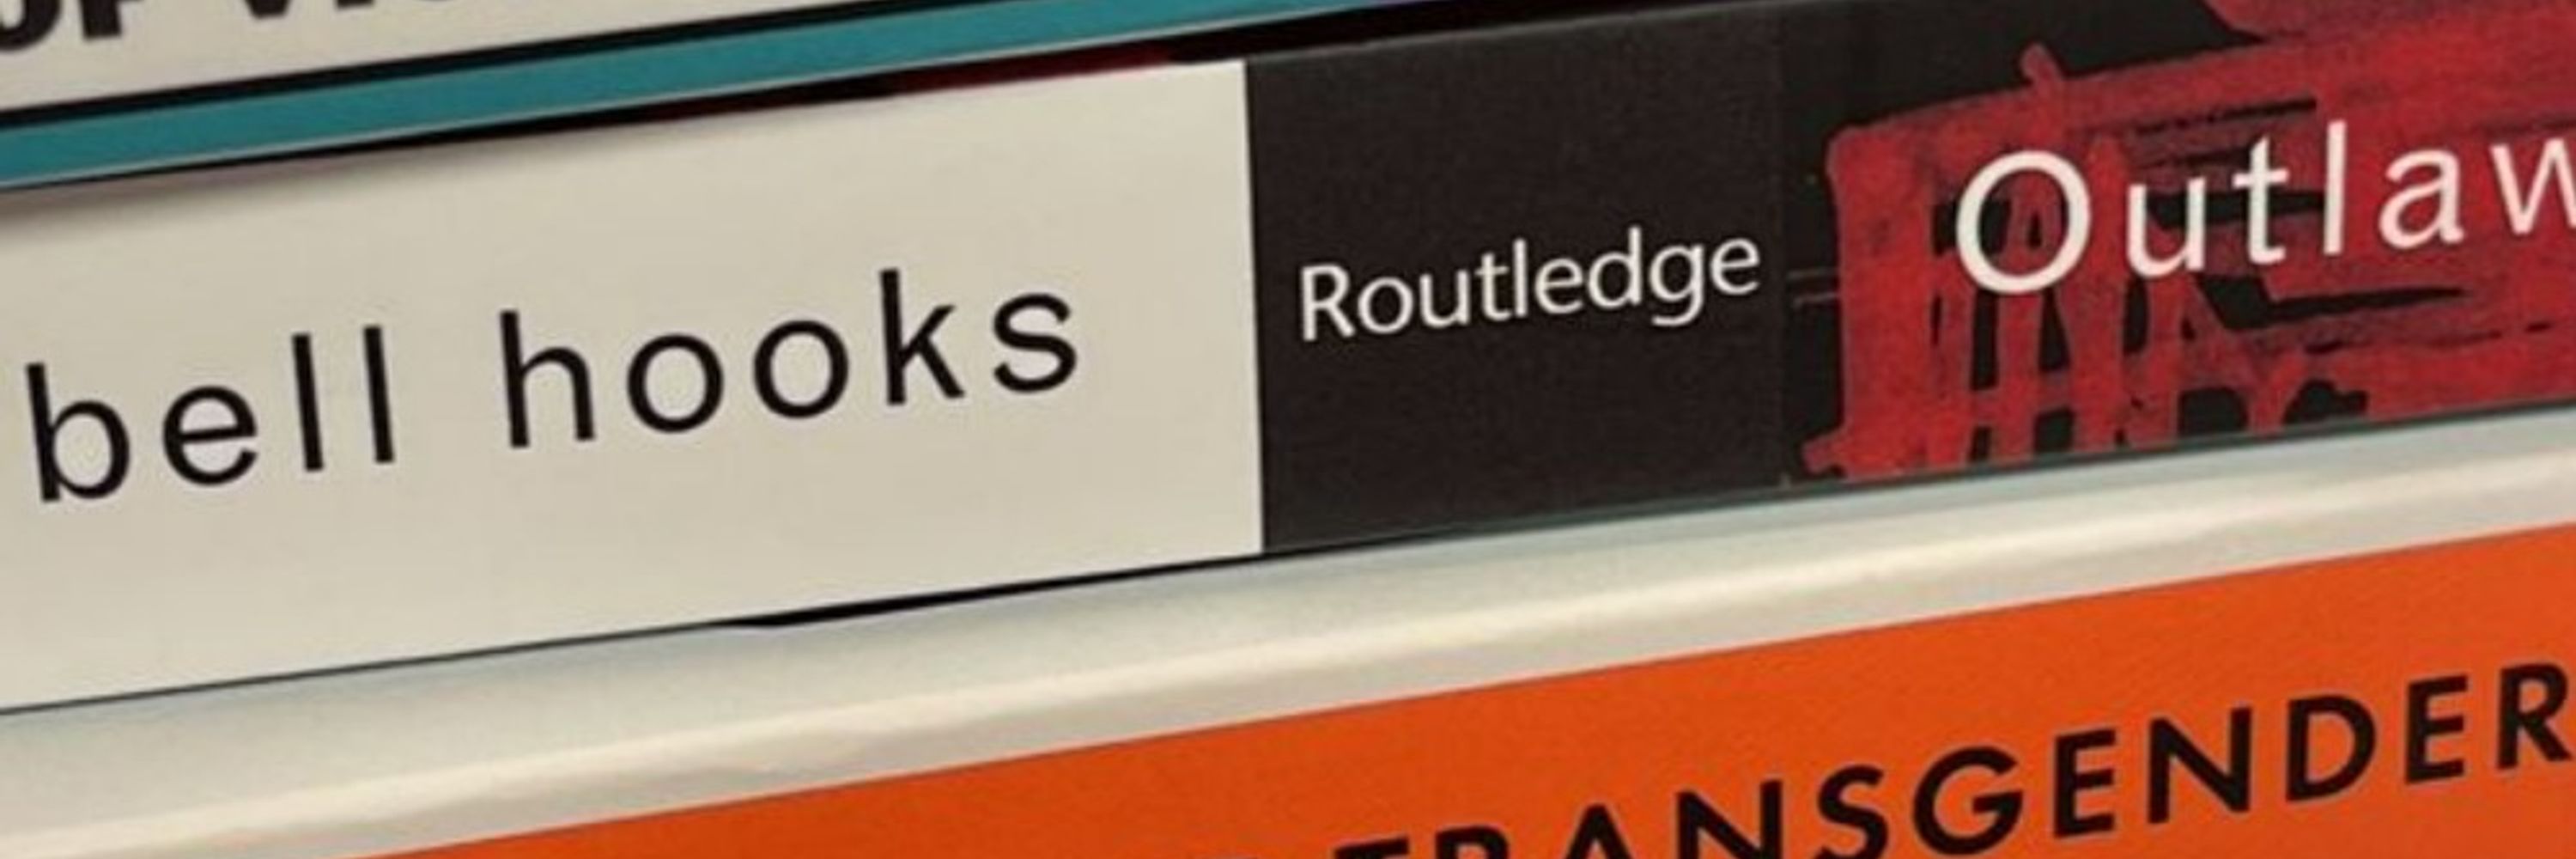 bell hooks
Routledge
Outlaw
TRANSGENDER